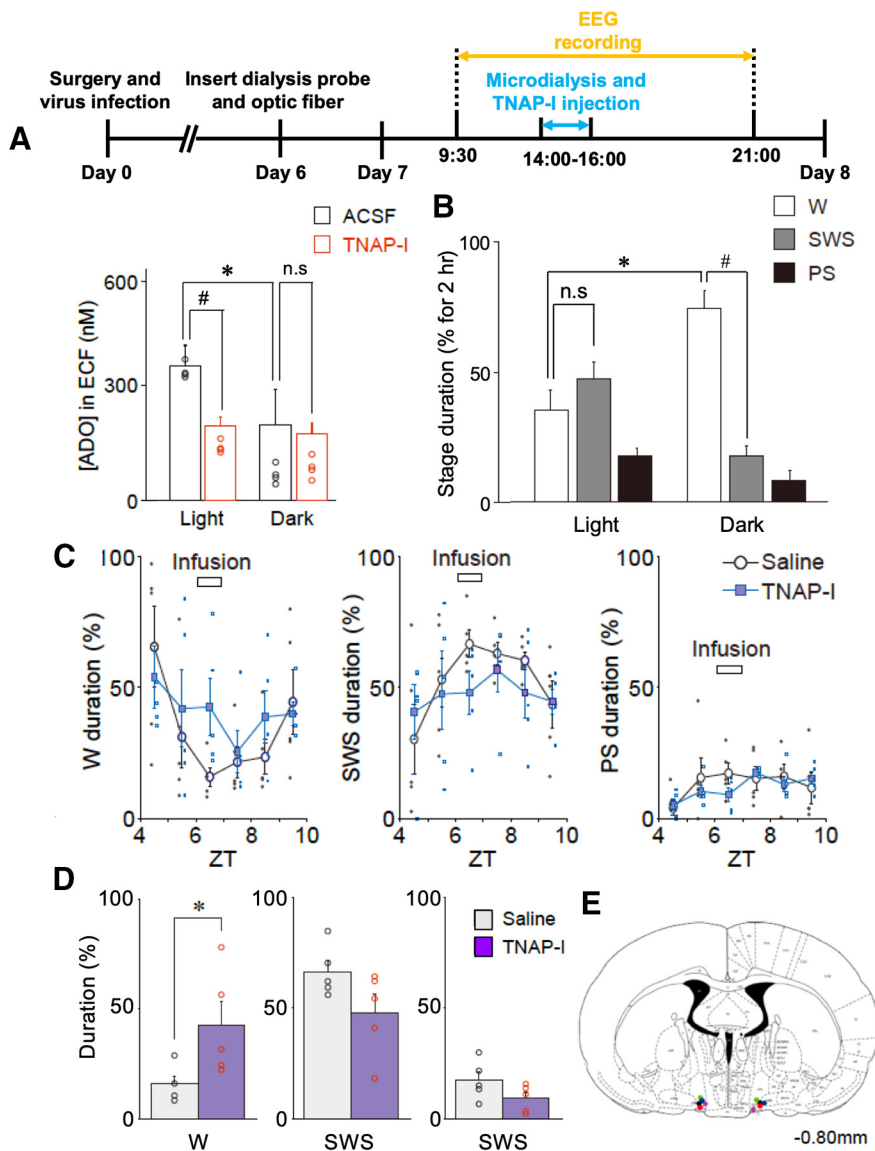 EEG
recording
Surgery and
virus infection
Insert dialysis probe
and optic fiber
Microdialysis and
TNAP-I injection
A
Day 0
Day 6
Day 7
9:30
14:00-16:00
21:00
Day 8
ACSF
TNAP-I
600
300
0
[ADO] in ECF (nM)
*
#
n.s
Light
Dark
B
W
SWS
PS
100
50
0
Stage duration (% for 2 hr)
n.s
*
#
Light
Dark
C
100
50
0
W duration (%)
Infusion
4
6
8
10
ZT
100
50
0
SWS duration (%)
Infusion
4
6
8
10
ZT
100
50
0
PS duration (%)
Infusion
Saline
TNAP-I
4
6
8
10
ZT
D
100
50
0
Duration (%)
*
W
100
50
0
SWS
100
50
0
SWS
Saline
TNAP-I
E
-0.80mm